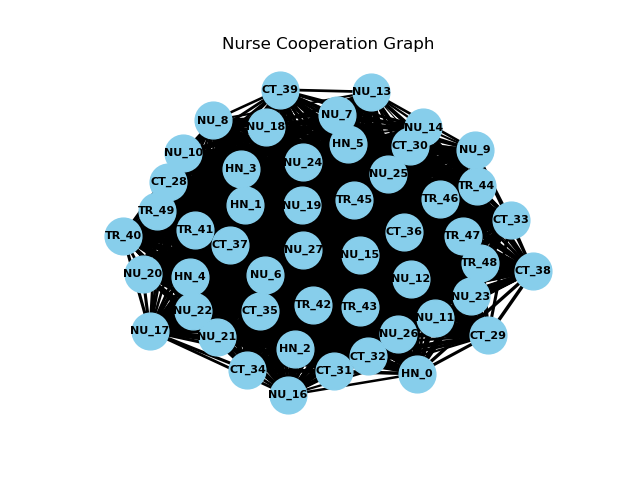 Nurse Cooperation Graph
CT_39
NU_13
NU_7
NU_8
NU_18
NU_14
HN_5
CT_30
NU_9
NU_10
NU_24
HN_3
NU_25
CT_28
TR_44
TR_46
TR_45
HN_1
NU_19
TR_49
CT_33
TR_41
CT_36
TR_40
TR_47
CT_37
NU_27
NU_15
TR_48
CT_38
NU_20
NU_6
HN_4
NU_12
NU_23
TR_42
TR_43
NU_22
CT_35
NU_11
NU_17
NU_26
CT_29
NU_21
HN_2
CT_32
CT_34
CT_31
HN_0
NU_16